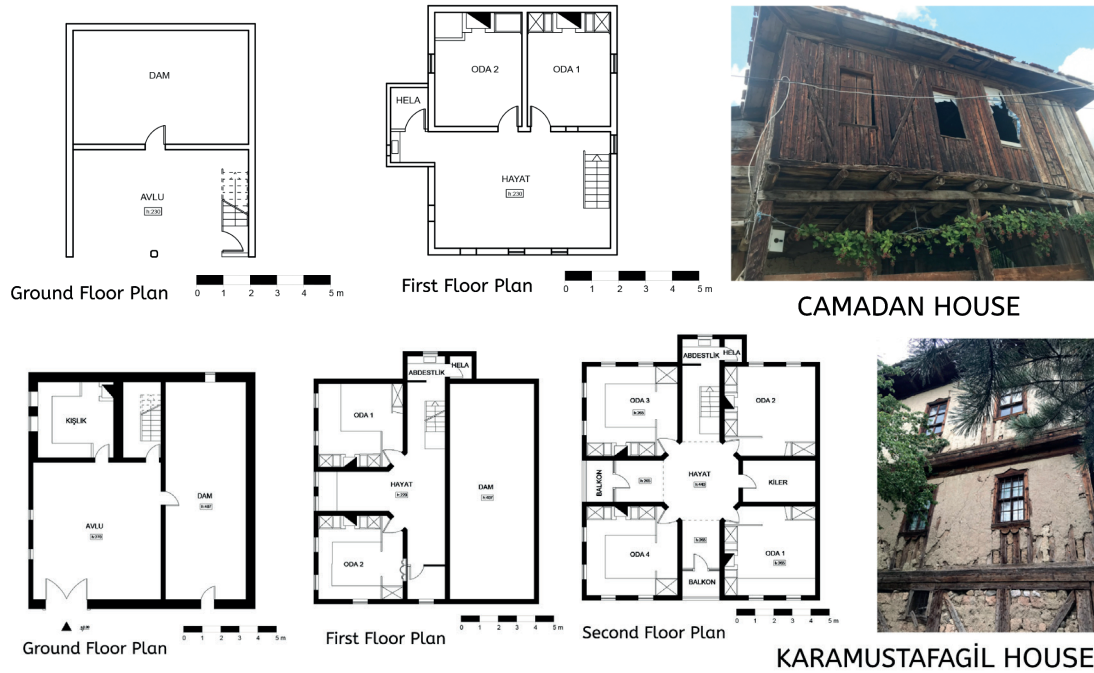 DAM
AVLU
h:230
Ground Floor Plan
0 1 2 3 4 5 m
ODA 2
ODA 1
HELA
HAYAT
h:230
First Floor Plan
0 1 2 3 4 5 m
CAMADAN HOUSE
KIŞLIK
DAM
AVLU
Ground Floor Plan
0 1 2 3 4 5 m
ABDESTLİK
HELA
ODA 1
HAYAT
DAM
ODA 2
First Floor Plan
0 1 2 3 4 5 m
ABDESTLİK
HELA
ODA 3
ODA 2
BALKON
HAYAT
KİLER
ODA 4
ODA 1
BALKON
Second Floor Plan
0 1 2 3 4 5 m
KARAMUSTAFAGİL HOUSE